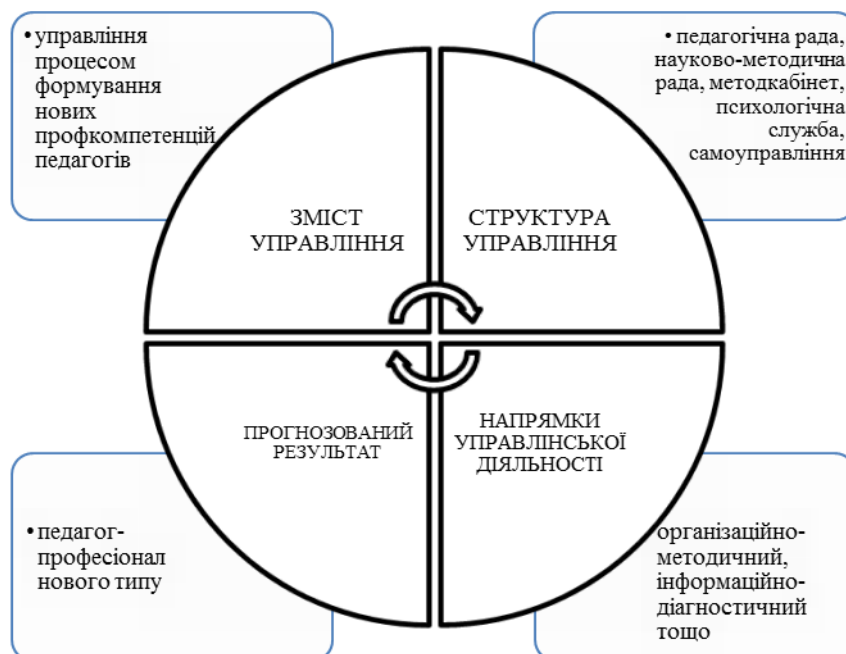 • управління
процесом
формування
нових
профкомпетенцій
педагогів
• педагогічна рада,
науково-методична
рада, методкабінет,
психологічна
служба,
самоуправління
ЗМІСТ
УПРАВЛІННЯ
СТРУКТУРА
УПРАВЛІННЯ
ПРОГНОЗОВАНИЙ
РЕЗУЛЬТАТ
НАПРЯМКИ
УПРАВЛІНСЬКОЇ
ДІЯЛЬНОСТІ
• педагог-
професіонал
нового типу
організаційно-
методичний,
інформаційно-
діагностичний
тощо